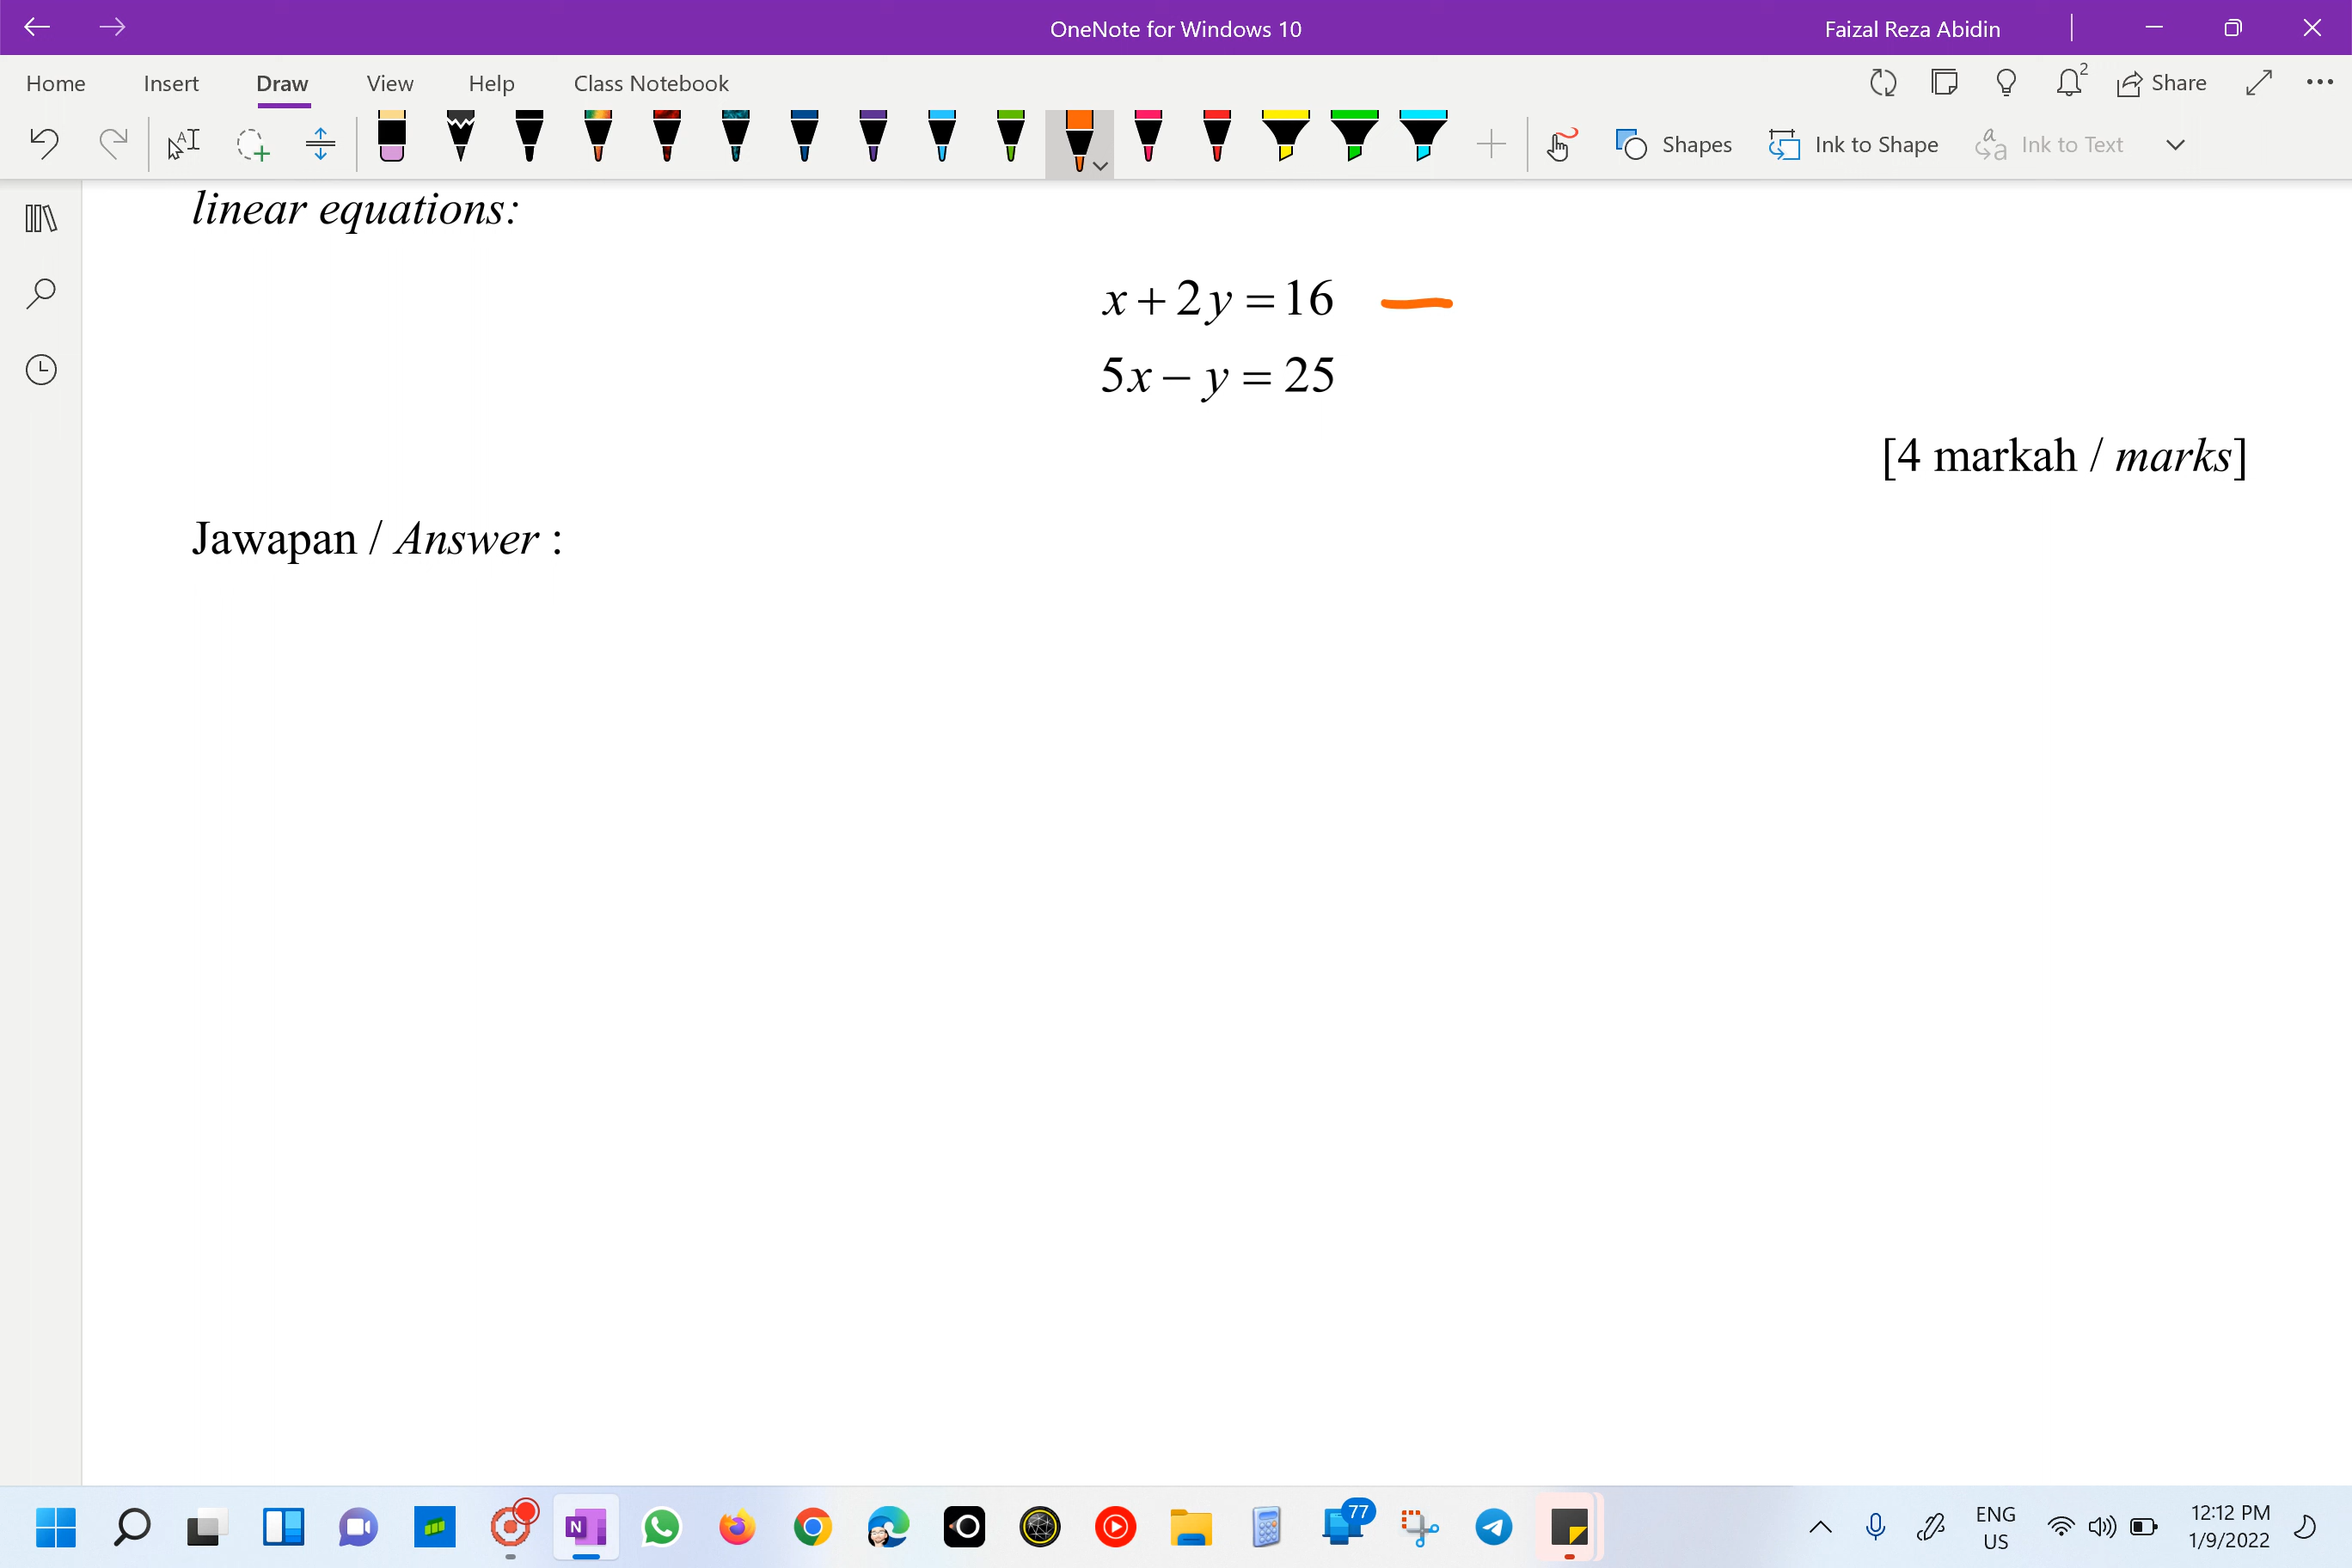 OneNote for Windows 10 Faizal Reza Abidin
Home Insert Draw View Help Class Notebook 2 Share
Shapes Ink to Shape Ink to Text
linear equations:
x + 2y = 16
5x − y = 25
[4 markah / marks]
Jawapan / Answer :
77 ENG 12:12 PM
US 1/9/2022